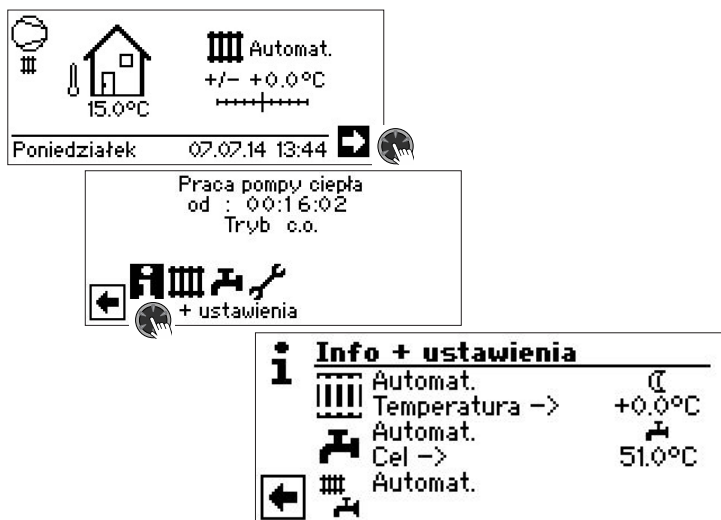 Automat.
+/- +0.0°C
15.0°C
Poniedziałek 07.07.14 13:44
Praca pompy ciepła
od : 00:16:02
Tryb c.o.
+ ustawienia
Info + ustawienia
Automat.
Temperatura -> +0.0°C
Automat.
Cel -> 51.0°C
Automat.